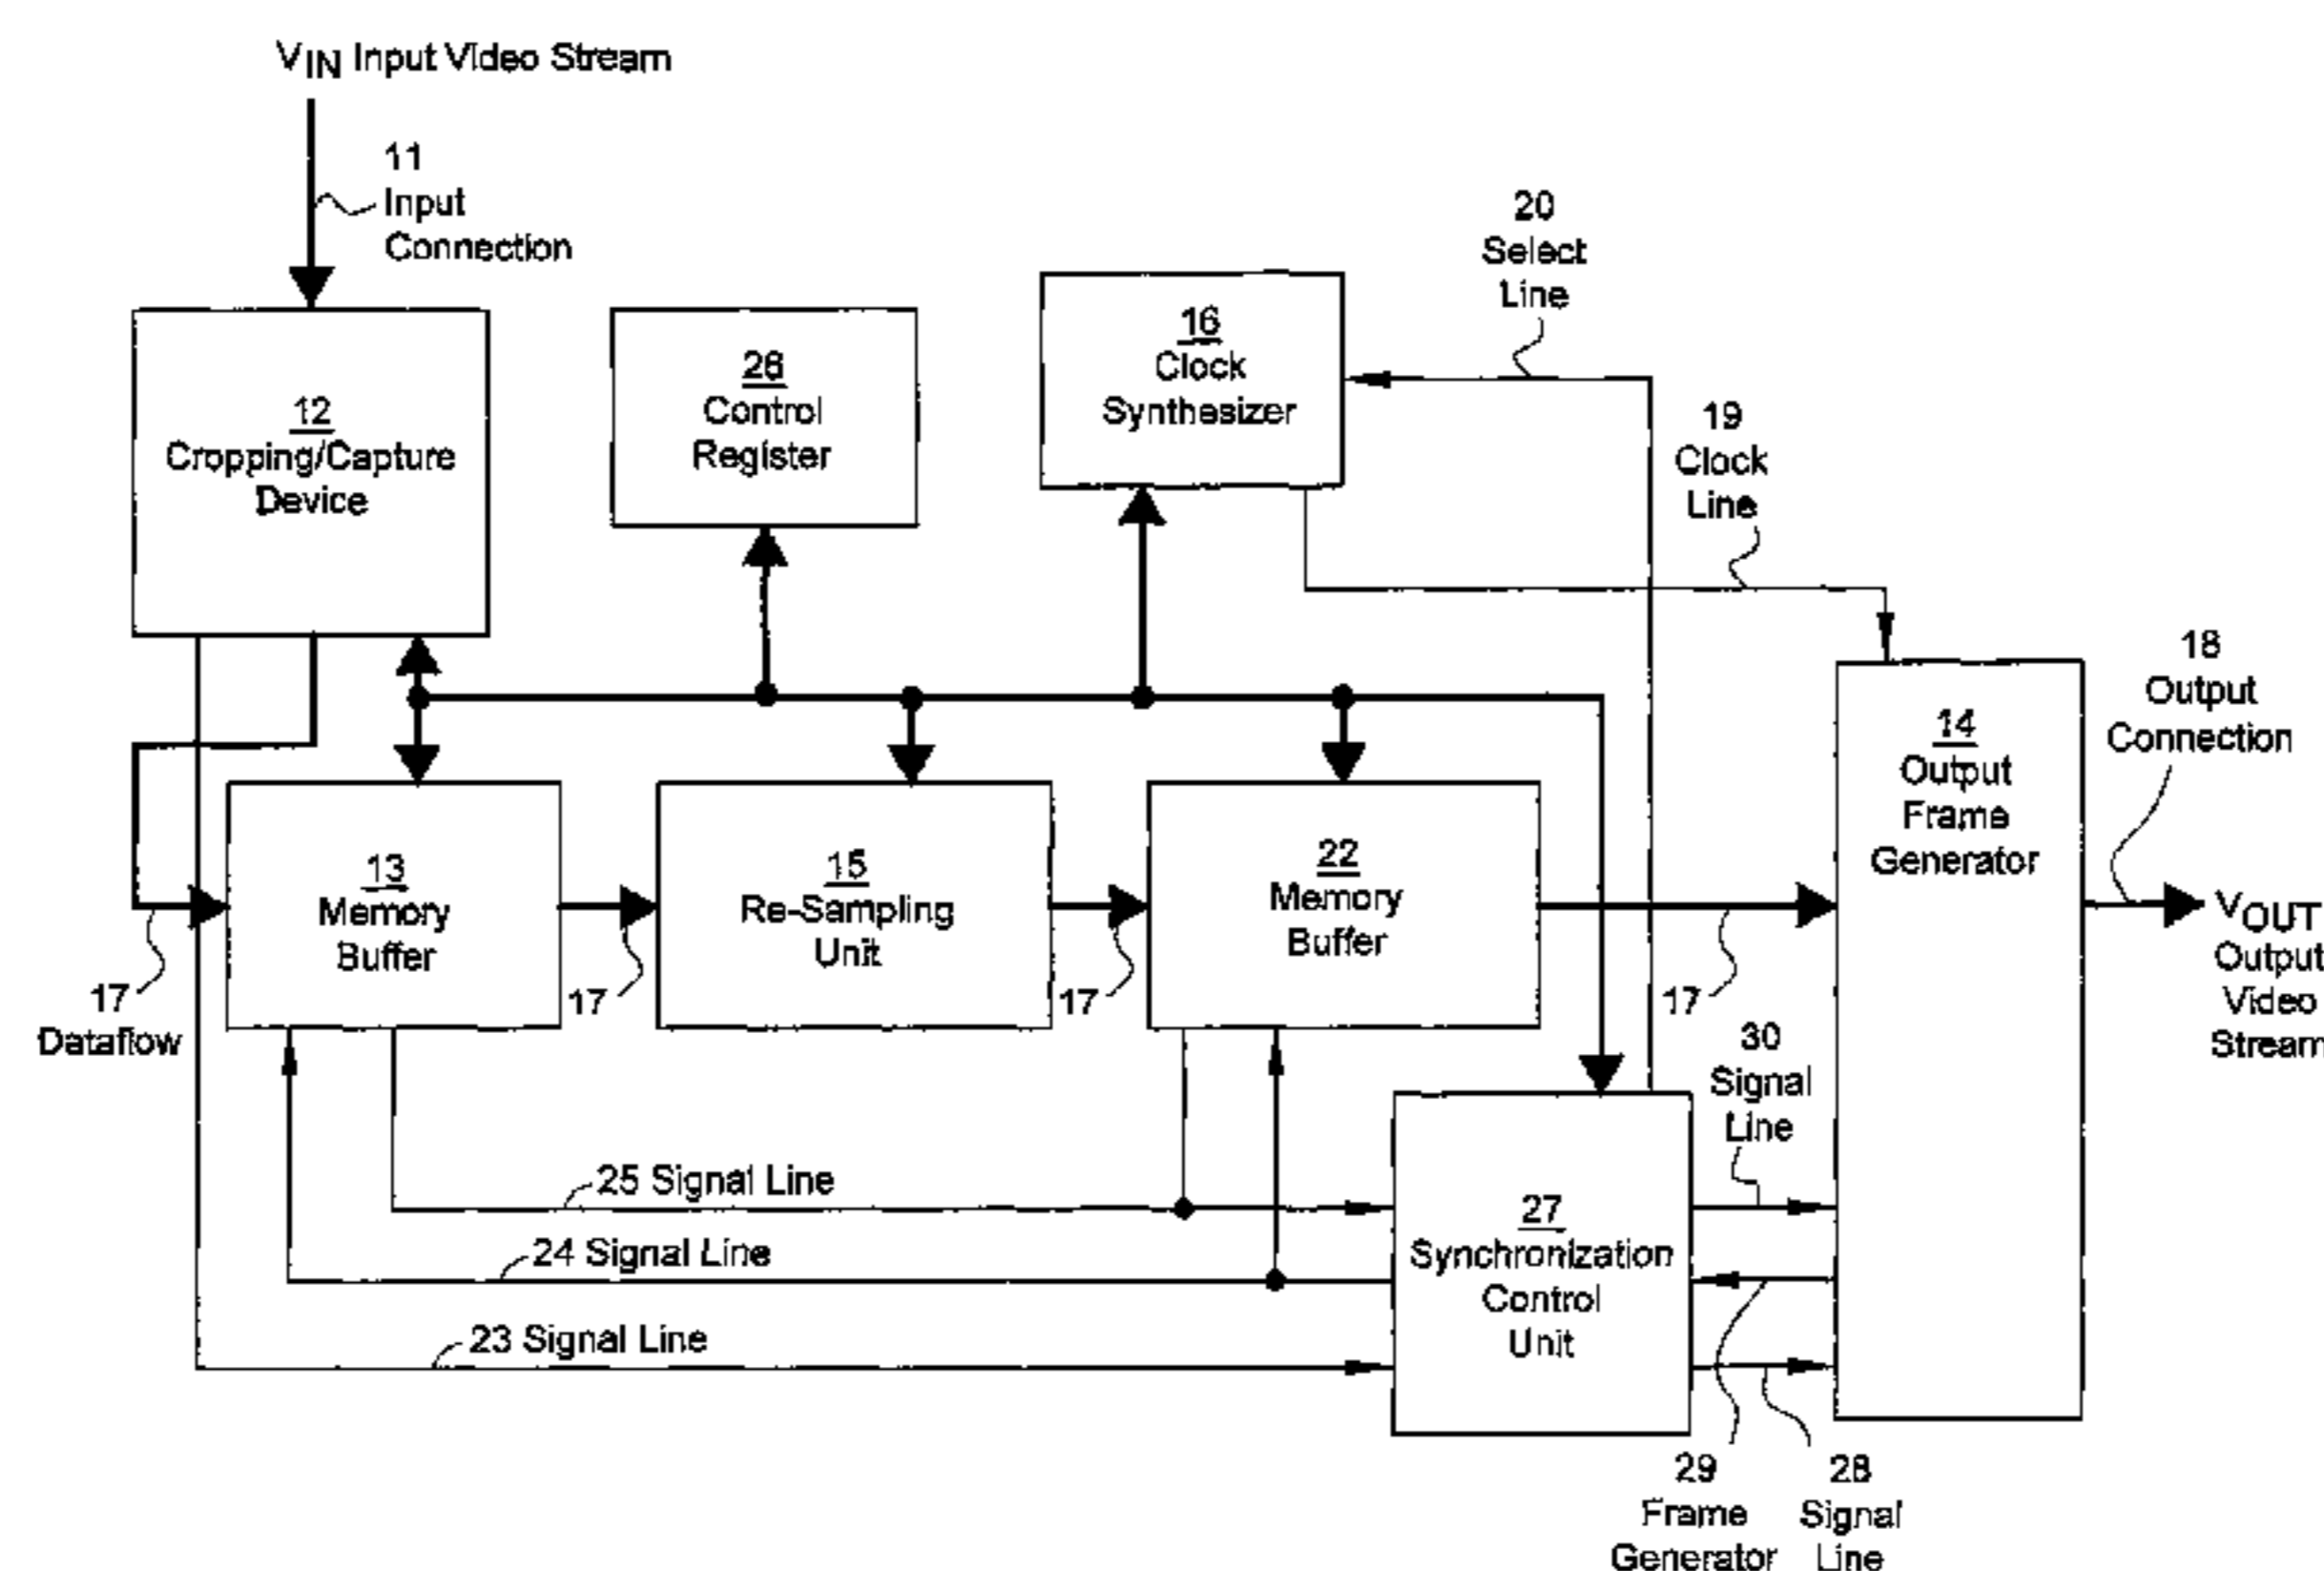 VIN Input Video Stream
11
Input
Connection
20
Select
Line
16
Clock
Synthesizer
26
Control
Register
12
Cropping/Capture
Device
19
Clock
Line
18
Output
Connection
14
Output
Frame
Generator
13
Memory
Buffer
15
Re-Sampling
Unit
22
Memory
Buffer
VOUT
Output
Video
Stream
17
Dataflow
17
17
17
30
Signal
Line
25 Signal Line
24 Signal Line
23 Signal Line
27
Synchronization
Control
Unit
29
Frame
Generator
28
Signal
Line